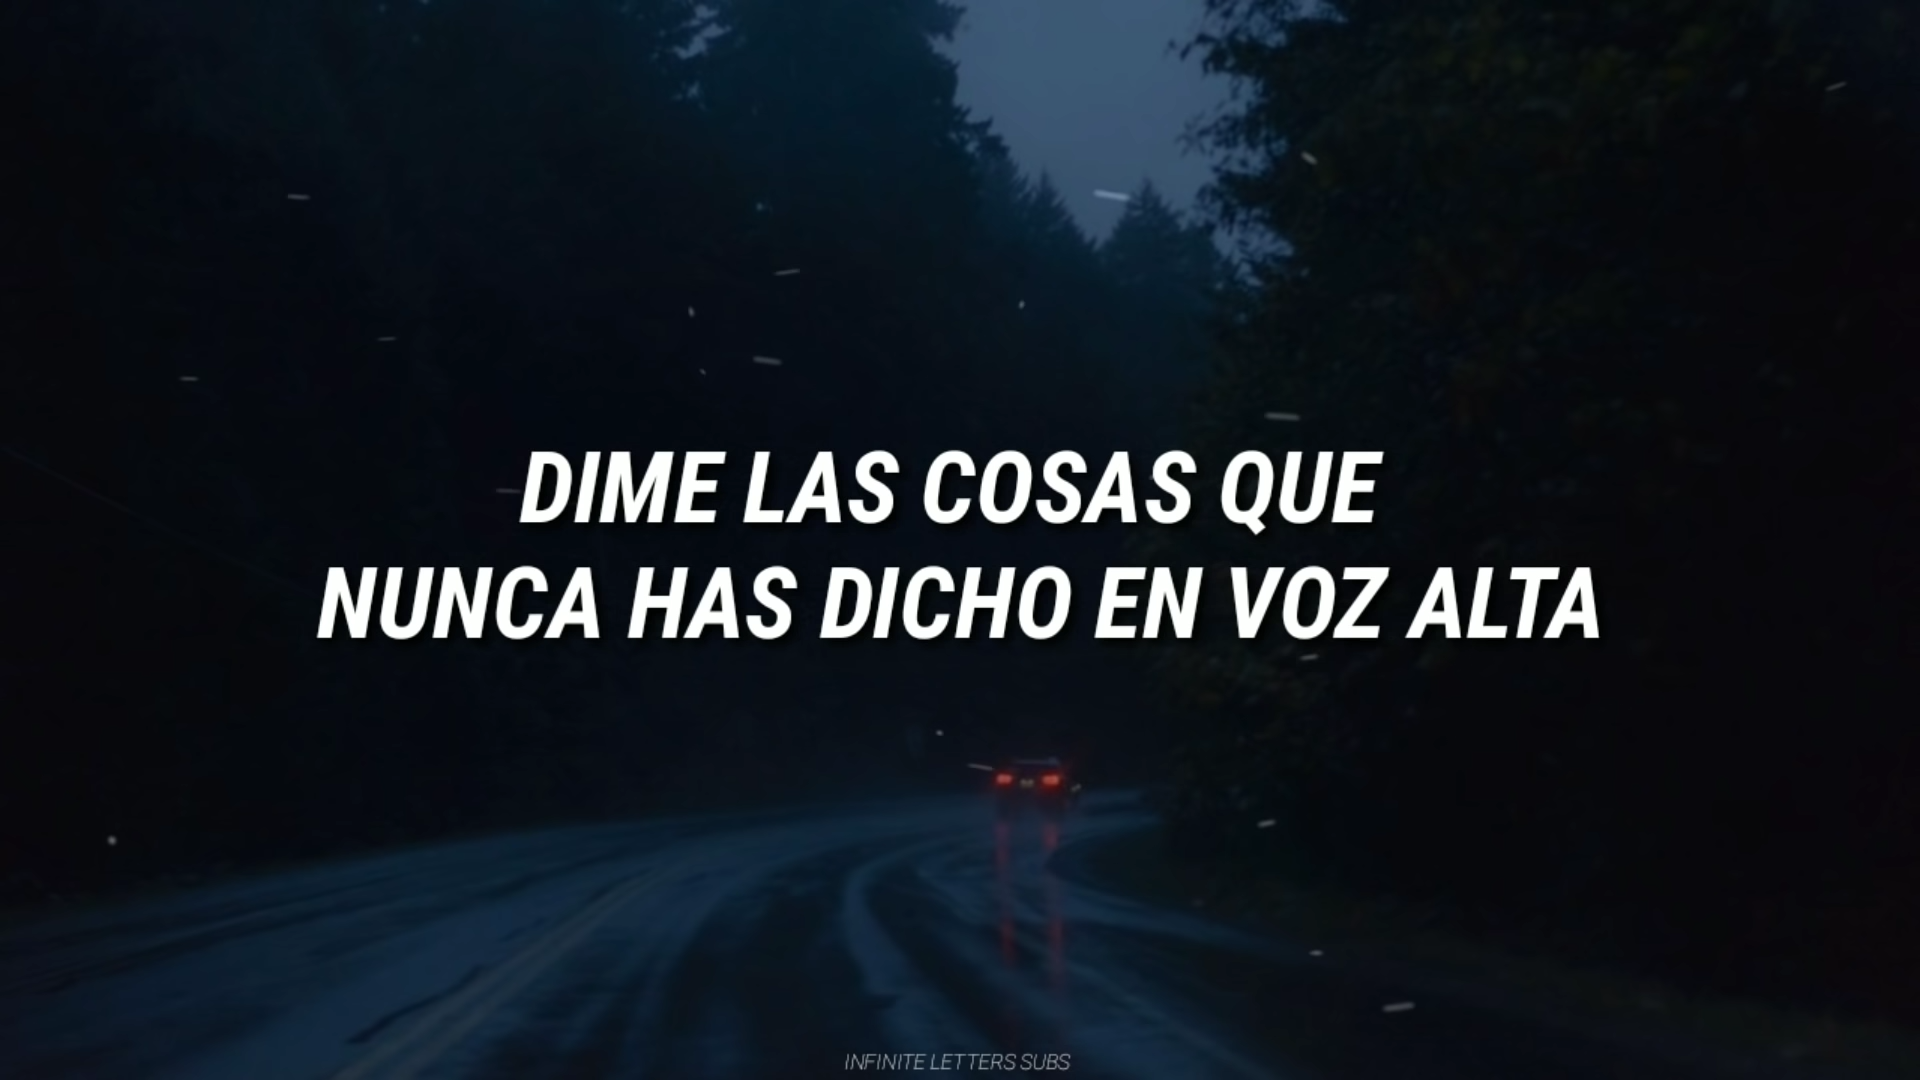 DIME LAS COSAS QUE
NUNCA HAS DICHO EN VOZ ALTA
INFINITE LETTERS SUBS